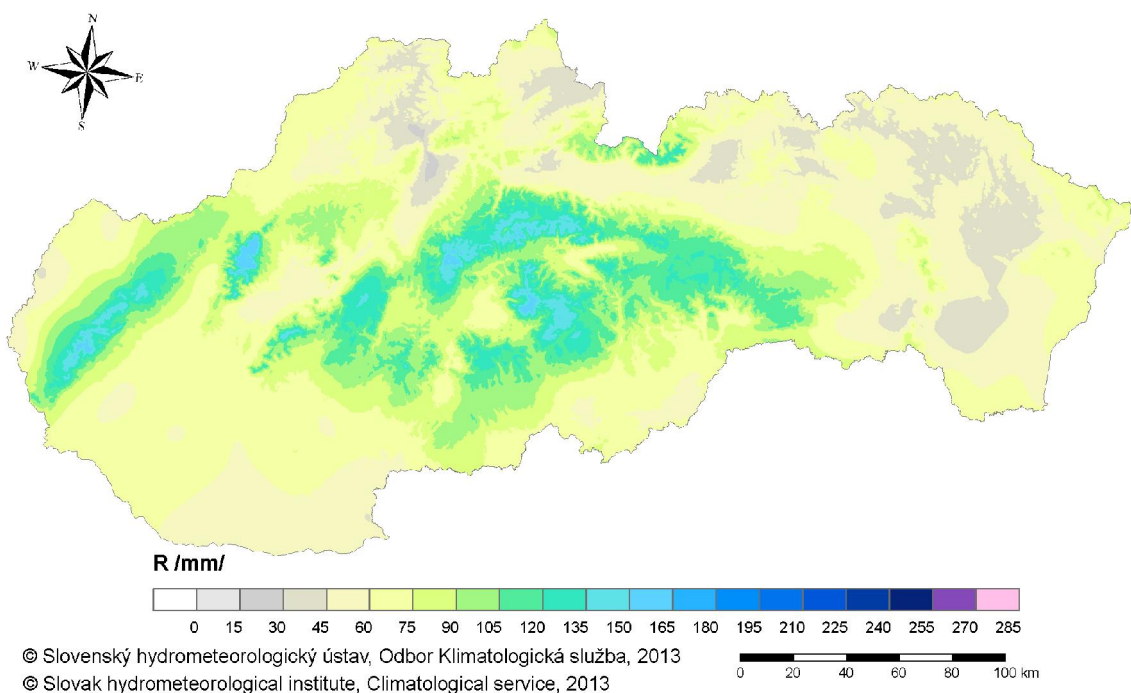 N
W E
S
R /mm/
0 15 30 45 60 75 90 105 120 135 150 165 180 195 210 225 240 255 270 285
© Slovenský hydrometeorologický ústav, Odbor Klimatologická služba, 2013
0 20 40 60 80 100 km
© Slovak hydrometeorological institute, Climatological service, 2013